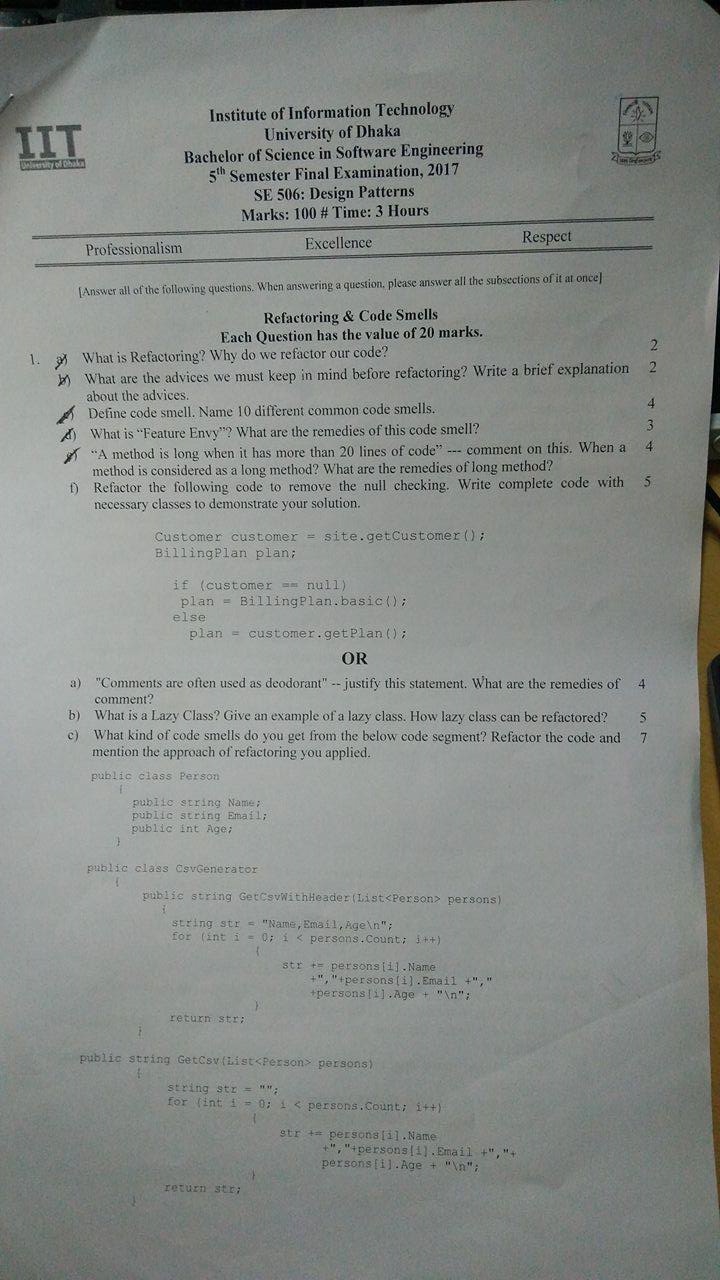 IIT
University of Dhaka
Institute of Information Technology
University of Dhaka
Bachelor of Science in Software Engineering
5th Semester Final Examination, 2017
SE 506: Design Patterns
Marks: 100 # Time: 3 Hours
Professionalism Excellence Respect
[Answer all of the following questions. When answering a question, please answer all the subsections of it at once]
Refactoring & Code Smells
Each Question has the value of 20 marks.
1. a) What is Refactoring? Why do we refactor our code? 2
b) What are the advices we must keep in mind before refactoring? Write a brief explanation 2
about the advices.
c) Define code smell. Name 10 different common code smells. 4
d) What is “Feature Envy”? What are the remedies of this code smell? 3
e) “A method is long when it has more than 20 lines of code” --- comment on this. When a 4
method is considered as a long method? What are the remedies of long method?
f) Refactor the following code to remove the null checking. Write complete code with 5
necessary classes to demonstrate your solution.
Customer customer = site.getCustomer();
BillingPlan plan;
if (customer == null)
plan = BillingPlan.basic();
else
plan = customer.getPlan();
OR
a) "Comments are often used as deodorant" -- justify this statement. What are the remedies of 4
comment?
b) What is a Lazy Class? Give an example of a lazy class. How lazy class can be refactored? 5
c) What kind of code smells do you get from the below code segment? Refactor the code and 7
mention the approach of refactoring you applied.
public class Person
{
public string Name;
public string Email;
public int Age;
}
public class CsvGenerator
{
public string GetCsvWithHeader(List<Person> persons)
{
string str = "Name,Email,Age\n";
for (int i = 0; i < persons.Count; i++)
{
str += persons[i].Name
+","+persons[i].Email +","
+persons[i].Age + "\n";
}
return str;
}
public string GetCsv(List<Person> persons)
{
string str = "";
for (int i = 0; i < persons.Count; i++)
{
str += persons[i].Name
+","+persons[i].Email +","+
persons[i].Age + "\n";
}
return str;
}